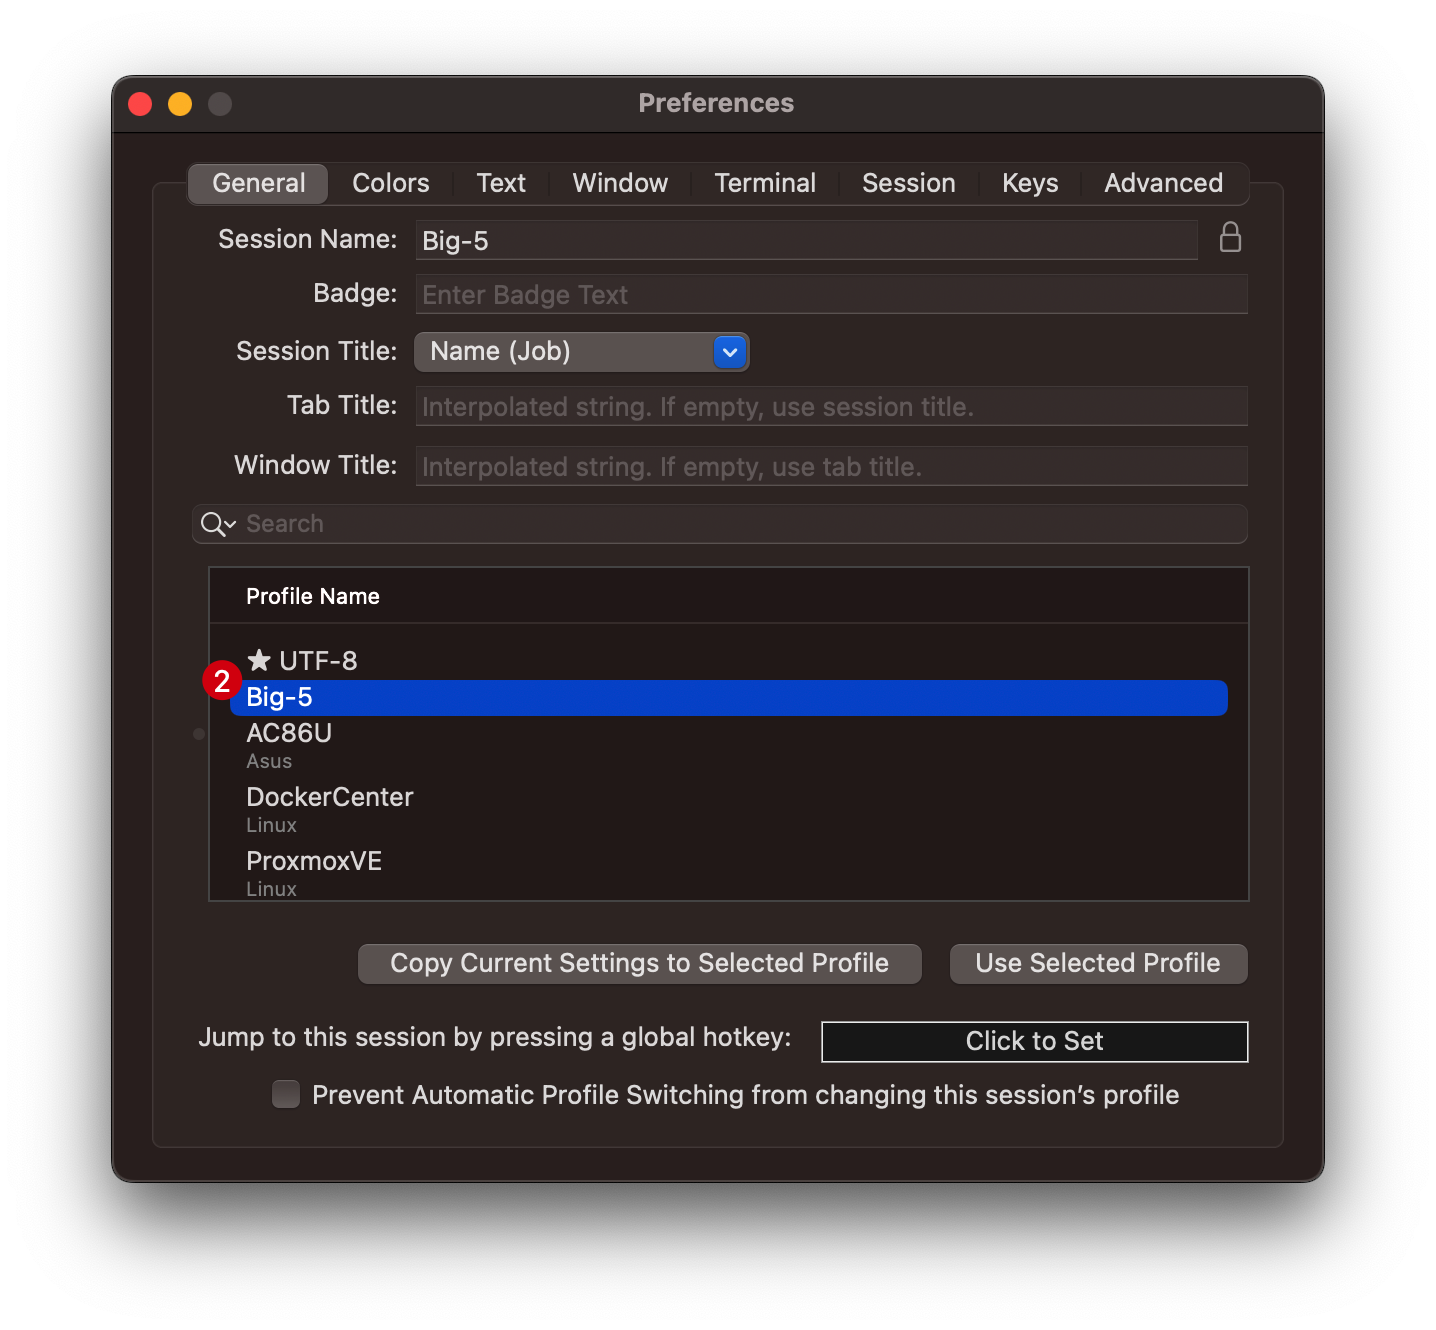 Preferences
General Colors Text Window Terminal Session Keys Advanced
Session Name: Big-5
Badge: Enter Badge Text
Session Title: Name (Job)
Tab Title: Interpolated string. If empty, use session title.
Window Title: Interpolated string. If empty, use tab title.
Search
Profile Name
★ UTF-8
2
Big-5
AC86U
Asus
DockerCenter
Linux
ProxmoxVE
Linux
Copy Current Settings to Selected Profile Use Selected Profile
Jump to this session by pressing a global hotkey: Click to Set
Prevent Automatic Profile Switching from changing this session’s profile